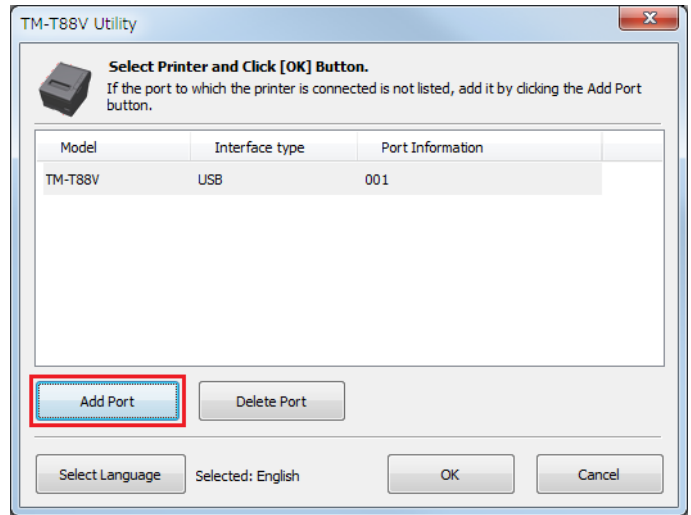 TM-T88V Utility
Select Printer and Click [OK] Button.
If the port to which the printer is connected is not listed, add it by clicking the Add Port
button.
Model Interface type Port Information
TM-T88V USB 001
Add Port Delete Port
Select Language Selected: English OK Cancel